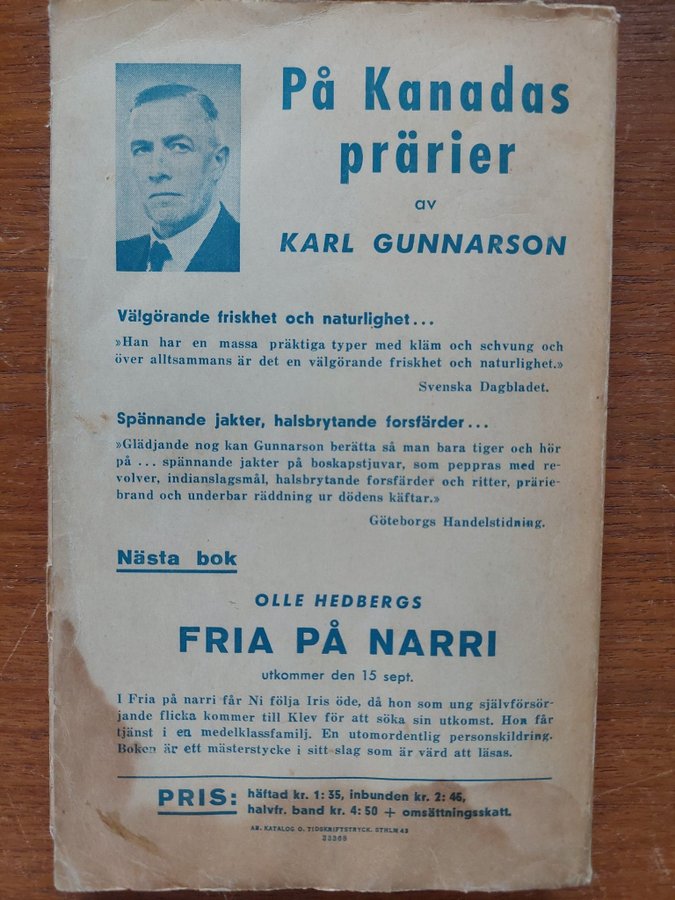 På Kanadas
prärier
av
KARL GUNNARSON
Välgörande friskhet och naturlighet...
»Han har en massa präktiga typer med kläm och schvung och
över alltsammans är det en välgörande friskhet och naturlighet.»
Svenska Dagbladet.
Spännande jakter, halsbrytande forsfärder...
»Glädjande nog kan Gunnarson berätta så man bara tiger och hör
på ... spännande jakter på boskapstjuvar, som peppras med re-
volver, indianslagsmål, halsbrytande forsfärder och ritter, prärie-
brand och underbar räddning ur dödens käftar.»
Göteborgs Handelstidning.
Nästa bok
OLLE HEDBERGS
FRIA PÅ NARRI
utkommer den 15 sept.
I Fria på narri får Ni följa Iris öde, då hon som ung självförsör-
jande flicka kommer till Klev för att söka sin utkomst. Hon får
tjänst i en medelklassfamilj. En utomordentlig personskildring.
Boken är ett mästerstycke i sitt slag som är värd att läsas.
PRIS: häftad kr. 1:35, inbunden kr. 2:46,
halvfr. band kr. 4:50 + omsättningsskatt.
AB. KATALOG O. TIDSKRIFTSTRYCK. STHLM 42
33368